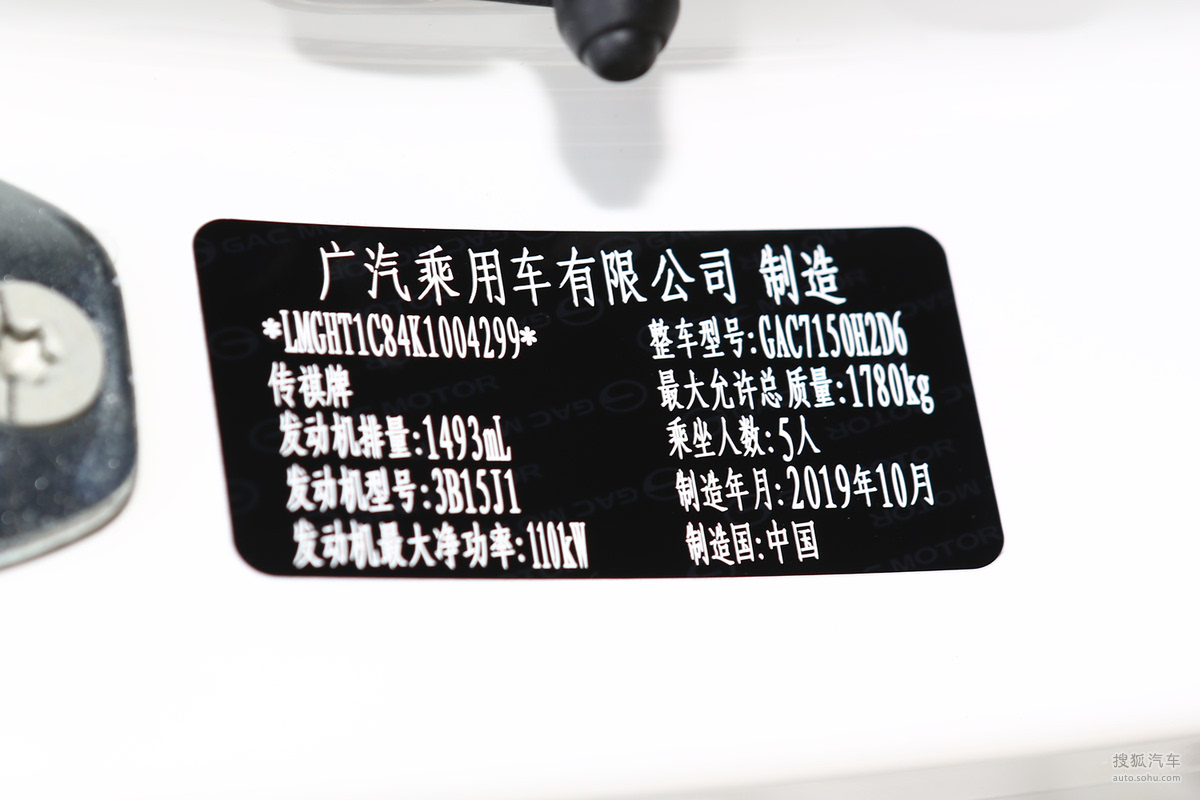 广汽乘用车有限公司 制造
*LMGHT1C84K1004299* 整车型号:GAC7150H2D6
传祺牌 最大允许总质量:1780kg
发动机排量:1493mL 乘坐人数:5人
发动机型号:3B15J1 制造年月:2019年10月
发动机最大净功率:110kW 制造国:中国
搜狐汽车
auto.sohu.com